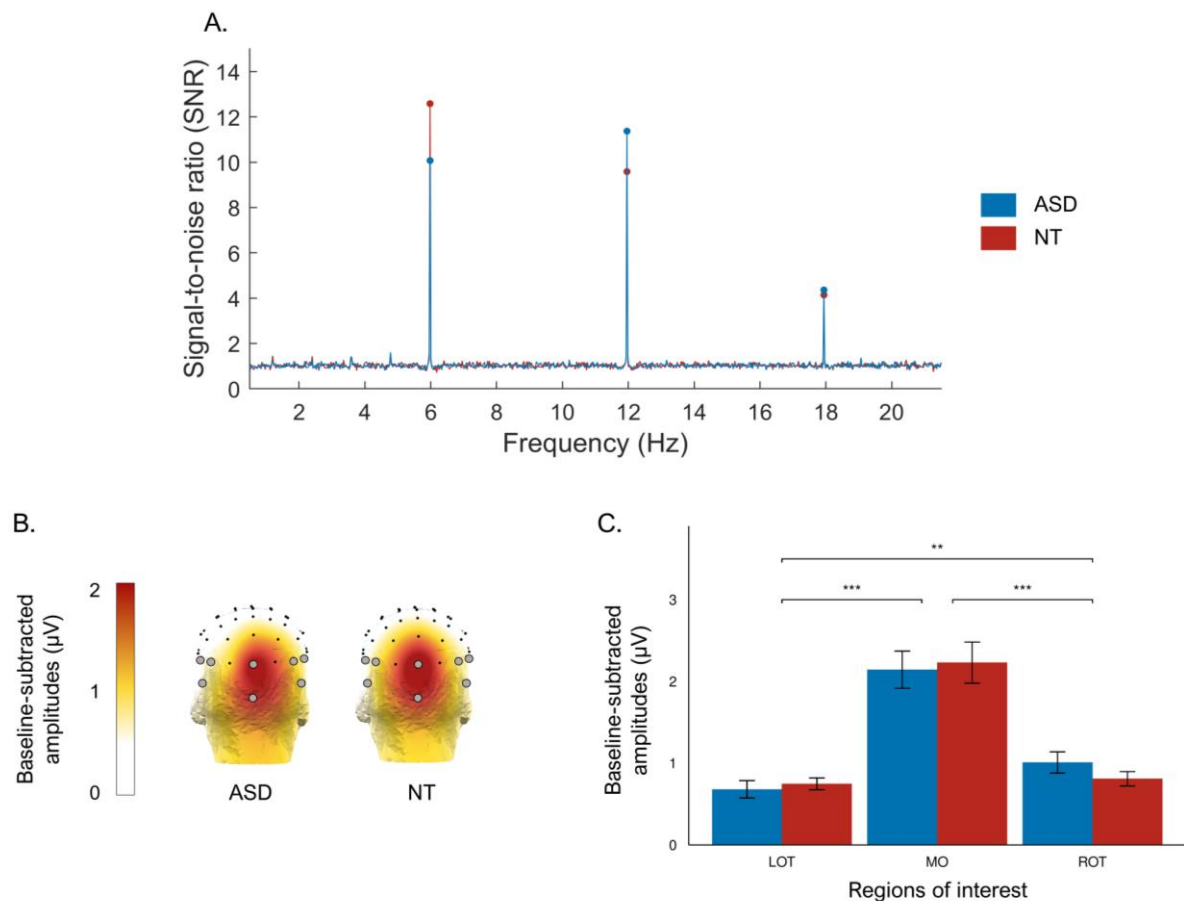 A.
Signal-to-noise ratio (SNR)
14
12
10
8
6
4
2
0
2 4 6 8 10 12 14 16 18 20
Frequency (Hz)
ASD
NT
B.
Baseline-subtracted
amplitudes (µV)
2
1
0
ASD
NT
C.
Baseline-subtracted
amplitudes (µV)
3
2
1
0
**
*** ***
LOT MO ROT
Regions of interest